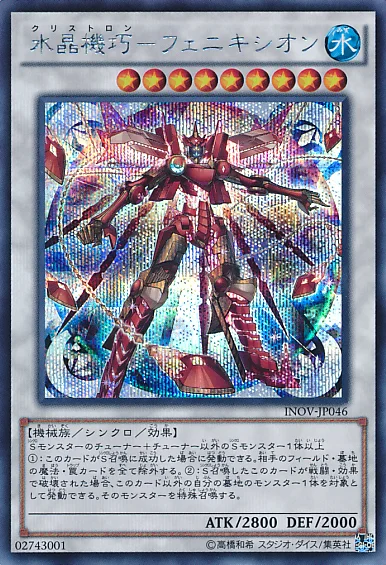 クリストロン
水晶機巧－フェニキシオン
水
INOV-JP046
【機械族／シンクロ／効果】
Ｓモンスターのチューナー＋チューナー以外のＳモンスター１体以上
①：このカードがＳ召喚に成功した場合に発動できる。相手のフィールド・墓地
の魔法・罠カードを全て除外する。②：Ｓ召喚したこのカードが戦闘・効果
で破壊された場合、このカード以外の自分の墓地のＳモンスター１体を対象と
して発動できる。そのモンスターを特殊召喚する。
ATK/2800 DEF/2000
02743001
©高橋和希 スタジオ・ダイス/集英社